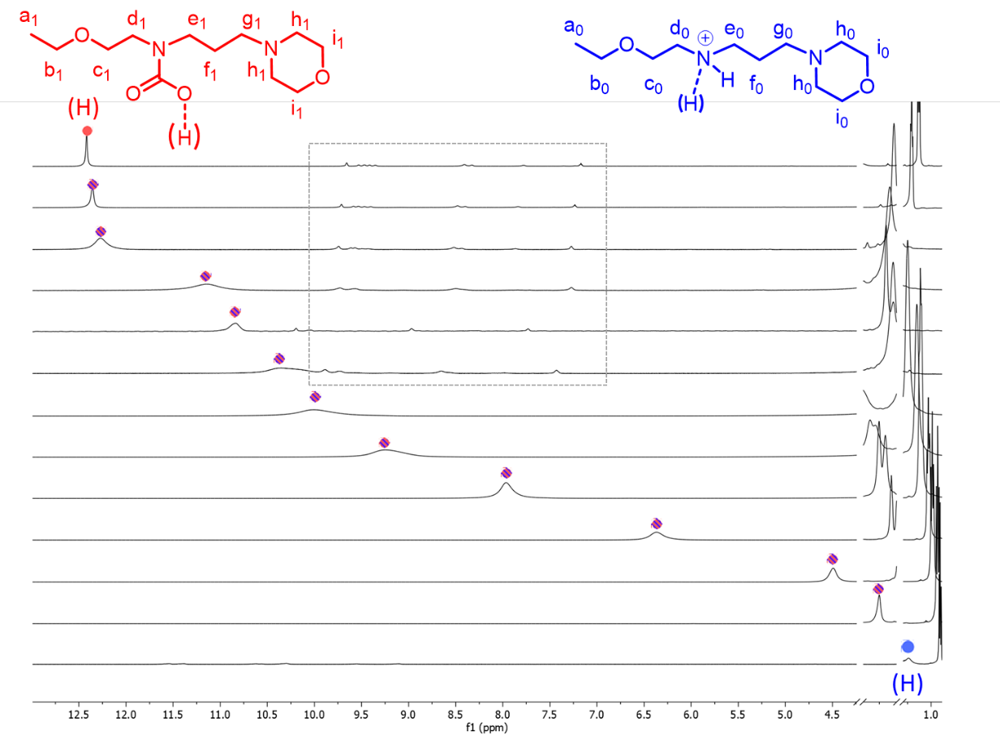 a₁ O d₁ N e₁ g₁ N h₁ i₁
b₁ c₁ f₁ h₁ O
O O i₁
(H) (H)
a₀ O d₀ ⊕ e₀ g₀ h₀ i₀
b₀ c₀ N H f₀ N h₀ O
(H) i₀
(H)
12.5 12.0 11.5 11.0 10.5 10.0 9.5 9.0 8.5 8.0 7.5 7.0 6.5 6.0 5.5 5.0 4.5 1.0
f1 (ppm)